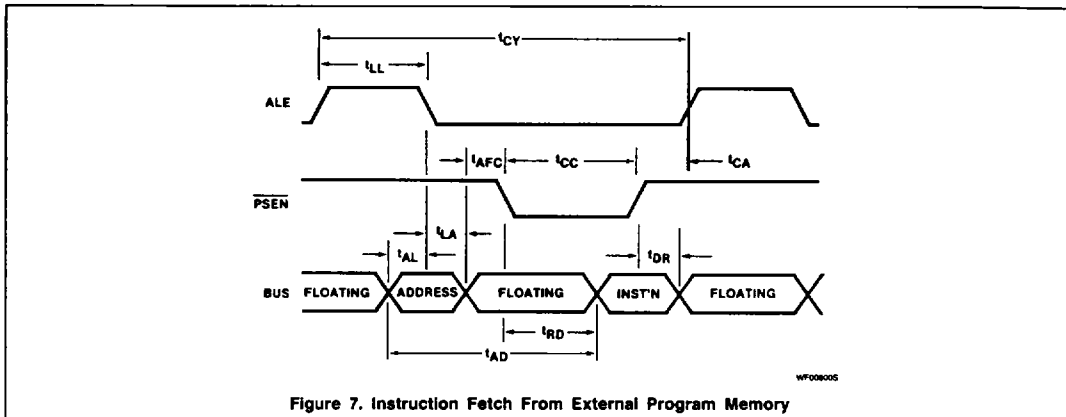 tCY
tLL
ALE
tAFC
tCC
tCA
PSEN
tLA
tAL
tDR
BUS
FLOATING
ADDRESS
FLOATING
INST'N
FLOATING
tRD
tAD
WF00800S
Figure 7. Instruction Fetch From External Program Memory